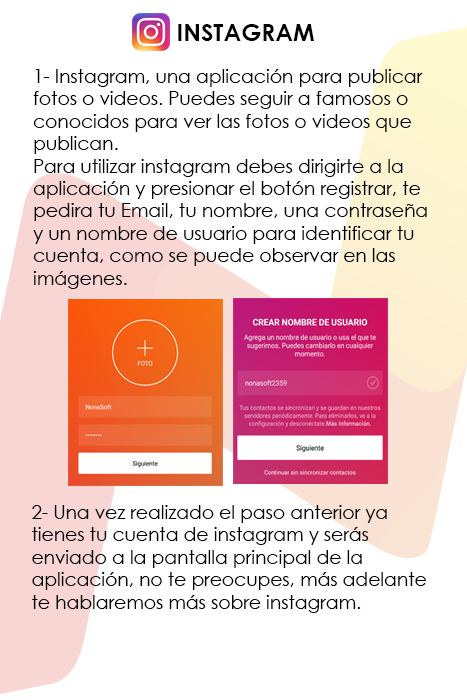 INSTAGRAM
1- Instagram, una aplicación para publicar
fotos o videos. Puedes seguir a famosos o
conocidos para ver las fotos o videos que
publican.
Para utilizar instagram debes dirigirte a la
aplicación y presionar el botón registrar, te
pedira tu Email, tu nombre, una contraseña
y un nombre de usuario para identificar tu
cuenta, como se puede observar en las
imágenes.
FOTO
NonaSoft
••••••••
Siguiente
CREAR NOMBRE DE USUARIO
Agrega un nombre de usuario o usa el que te
sugerimos. Puedes cambiarlo en cualquier
momento.
nonasoft2359
Tus contactos se sincronizan y se guardan en nuestros
servidores periódicamente. Para eliminarlos, ve a la
configuración y desconéctate.Más información.
Siguiente
Continuar sin sincronizar contactos
2- Una vez realizado el paso anterior ya
tienes tu cuenta de instagram y serás
enviado a la pantalla principal de la
aplicación, no te preocupes, más adelante
te hablaremos más sobre instagram.